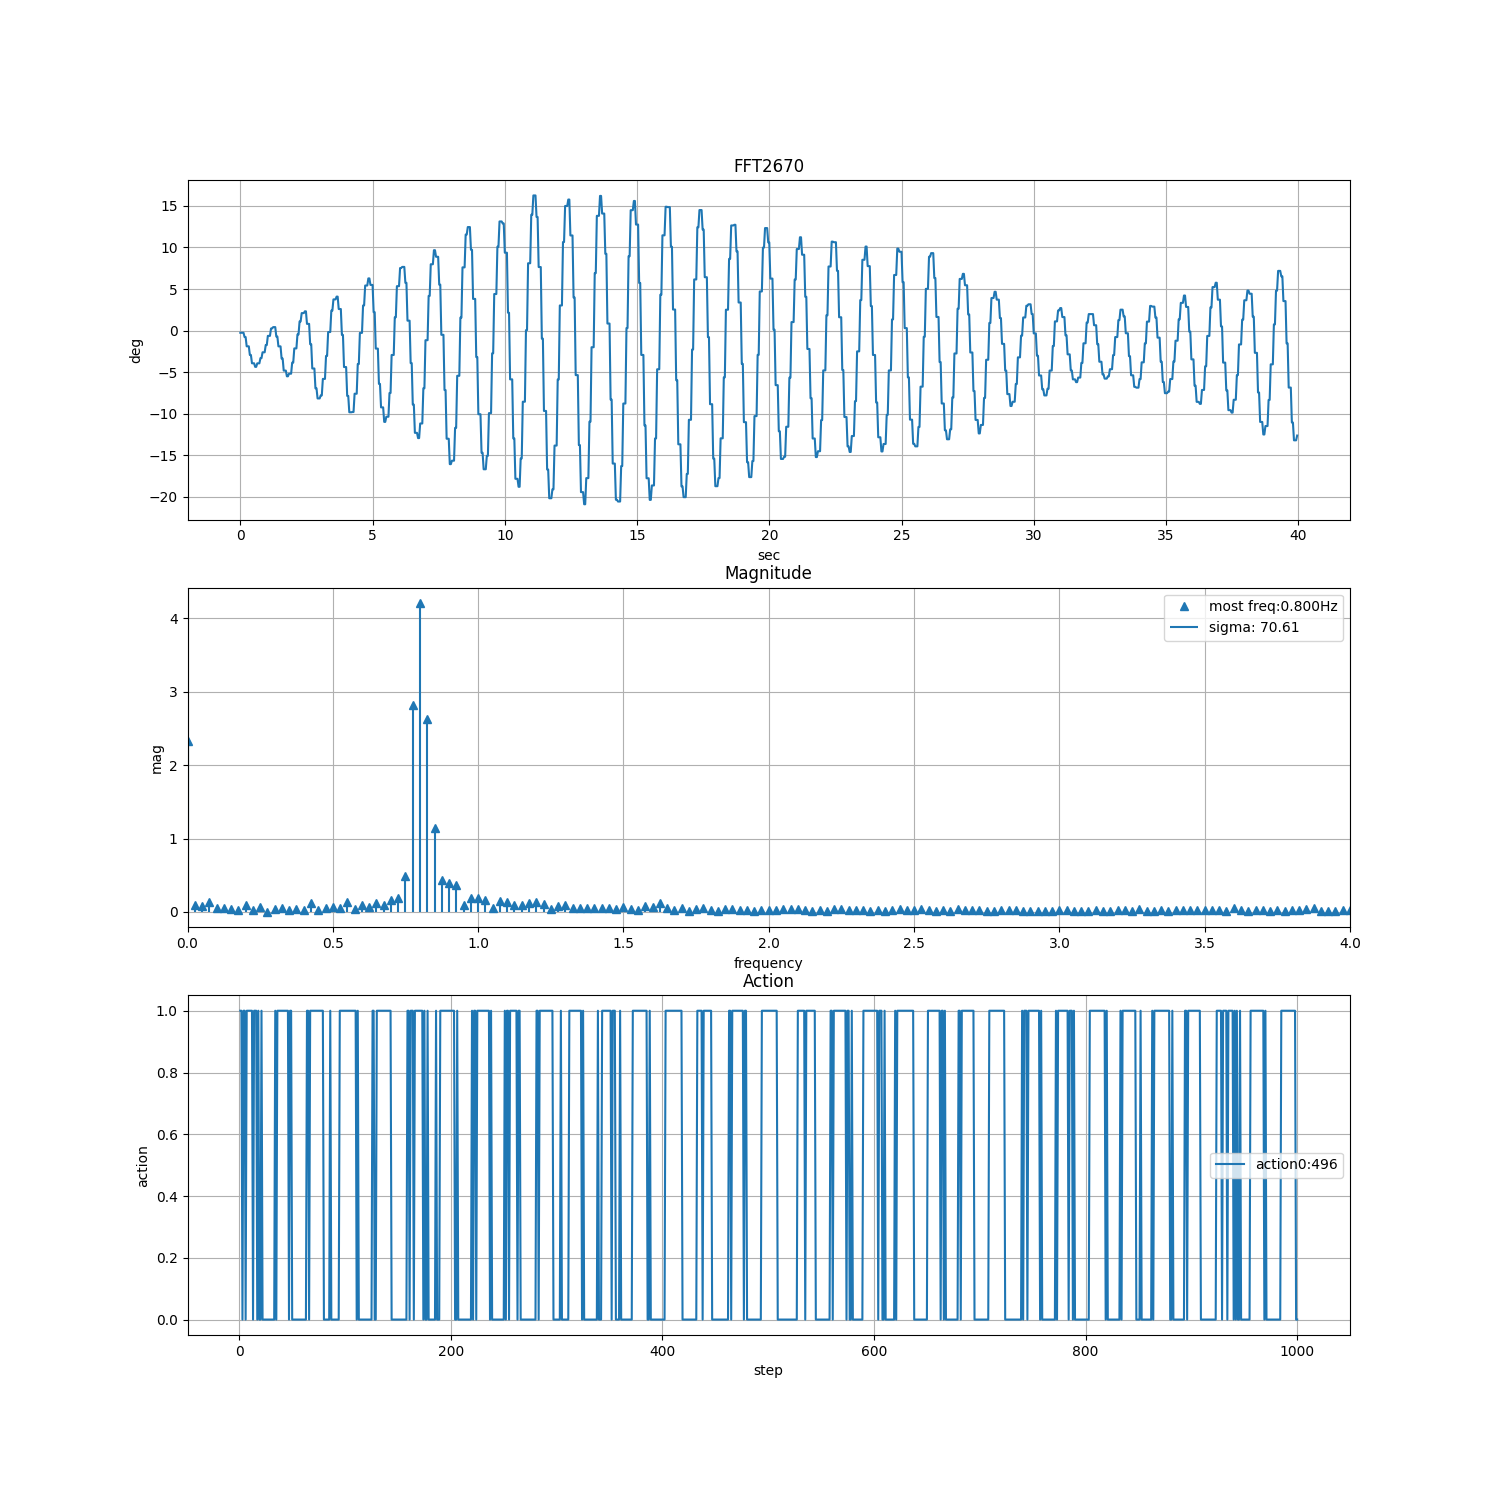 FFT2670
15
10
5
0
−5
−10
−15
−20
deg
0 5 10 15 20 25 30 35 40
sec
Magnitude
most freq:0.800Hz
sigma: 70.61
4
3
2
1
0
mag
0.0 0.5 1.0 1.5 2.0 2.5 3.0 3.5 4.0
frequency
Action
1.0
0.8
0.6
0.4
0.2
0.0
action
action0:496
0 200 400 600 800 1000
step